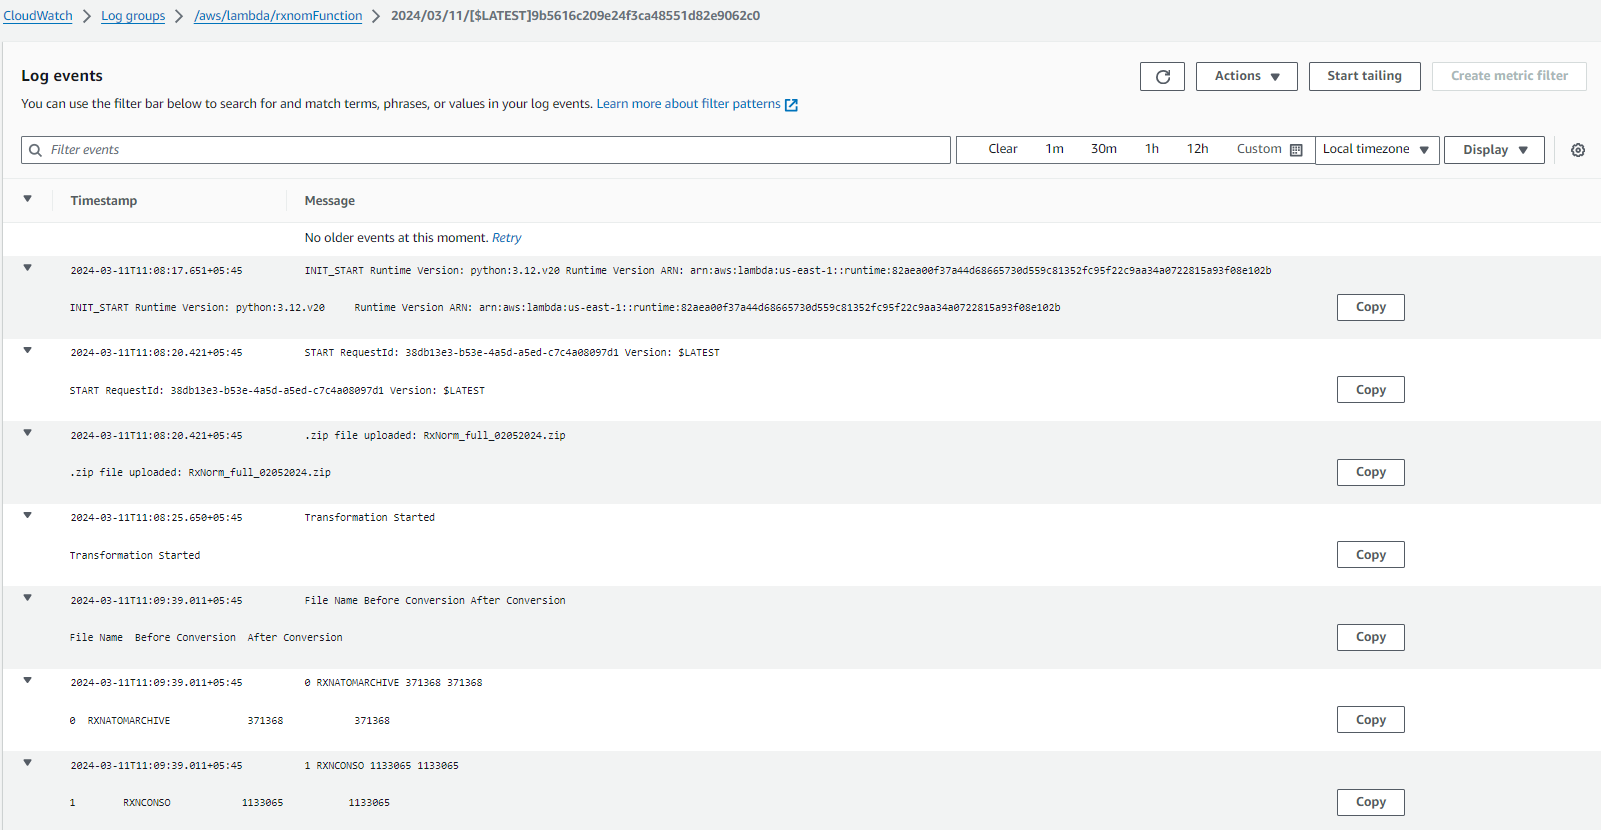 CloudWatch > Log groups > /aws/lambda/rxnomFunction > 2024/03/11/[$LATEST]9b5616c209e24f3ca48551d82e9062c0
Log events
Actions ▼ Start tailing Create metric filter
You can use the filter bar below to search for and match terms, phrases, or values in your log events. Learn more about filter patterns
Filter events Clear 1m 30m 1h 12h Custom Local timezone ▼ Display ▼
Timestamp Message
No older events at this moment. Retry
2024-03-11T11:08:17.651+05:45 INIT_START Runtime Version: python:3.12.v20 Runtime Version ARN: arn:aws:lambda:us-east-1::runtime:82aea00f37a44d68665730d559c81352fc95f22c9aa34a0722815a93f08e102b
INIT_START Runtime Version: python:3.12.v20 Runtime Version ARN: arn:aws:lambda:us-east-1::runtime:82aea00f37a44d68665730d559c81352fc95f22c9aa34a0722815a93f08e102b Copy
2024-03-11T11:08:20.421+05:45 START RequestId: 38db13e3-b53e-4a5d-a5ed-c7c4a08097d1 Version: $LATEST
START RequestId: 38db13e3-b53e-4a5d-a5ed-c7c4a08097d1 Version: $LATEST Copy
2024-03-11T11:08:20.421+05:45 .zip file uploaded: RxNorm_full_02052024.zip
.zip file uploaded: RxNorm_full_02052024.zip Copy
2024-03-11T11:08:25.650+05:45 Transformation Started
Transformation Started Copy
2024-03-11T11:09:39.011+05:45 File Name Before Conversion After Conversion
File Name Before Conversion After Conversion Copy
2024-03-11T11:09:39.011+05:45 0 RXNATOMARCHIVE 371368 371368
0 RXNATOMARCHIVE 371368 371368 Copy
2024-03-11T11:09:39.011+05:45 1 RXNCONSO 1133065 1133065
1 RXNCONSO 1133065 1133065 Copy